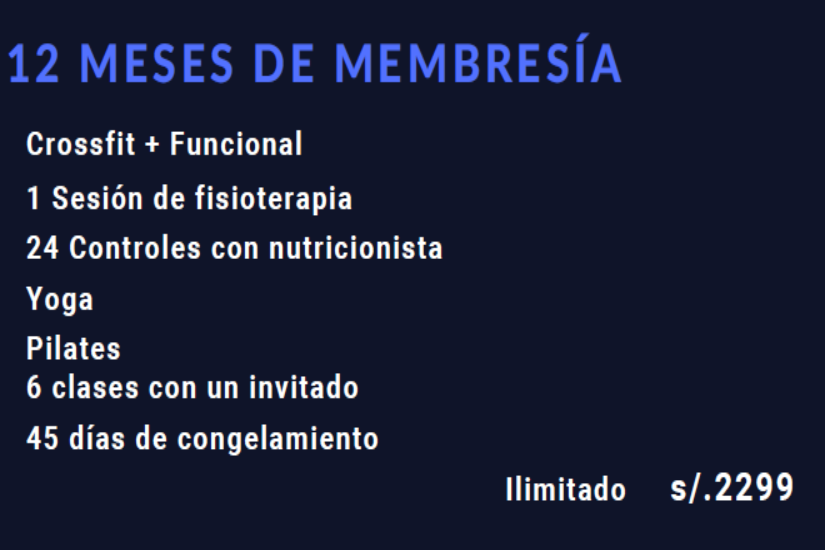 12 MESES DE MEMBRESÍA
Crossfit + Funcional
1 Sesión de fisioterapia
24 Controles con nutricionista
Yoga
Pilates
6 clases con un invitado
45 días de congelamiento
Ilimitado s/.2299